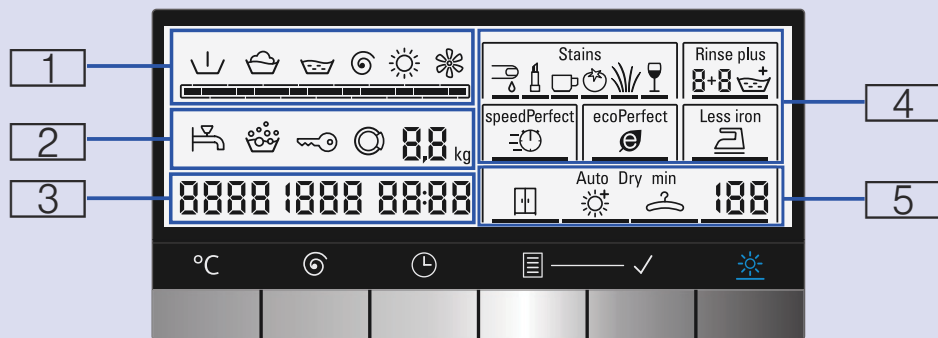 1
Stains
Rinse plus
8+8
speedPerfect
ecoPerfect
Less iron
e
4
2
8,8 kg
3
8888 1888 88:88
Auto Dry min
188
5
°C